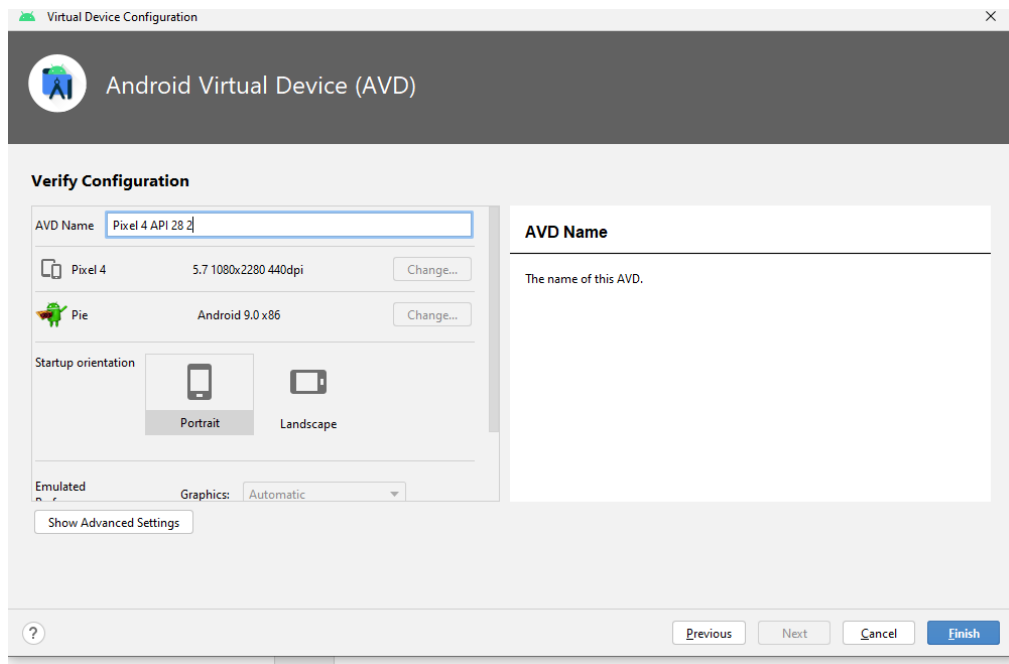 Virtual Device Configuration
Android Virtual Device (AVD)
Verify Configuration
AVD Name Pixel 4 API 28 2
Pixel 4 5.7 1080x2280 440dpi Change...
Pie Android 9.0 x86 Change...
Startup orientation
Portrait
Landscape
Emulated
Graphics: Automatic
Show Advanced Settings
AVD Name
The name of this AVD.
?
Previous Next Cancel Finish